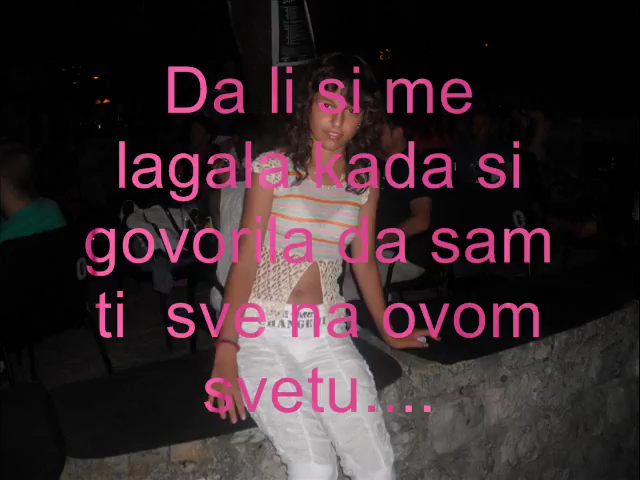 Da li si me
lagala kada si
govorila da sam
ti sve na ovom
svetu....